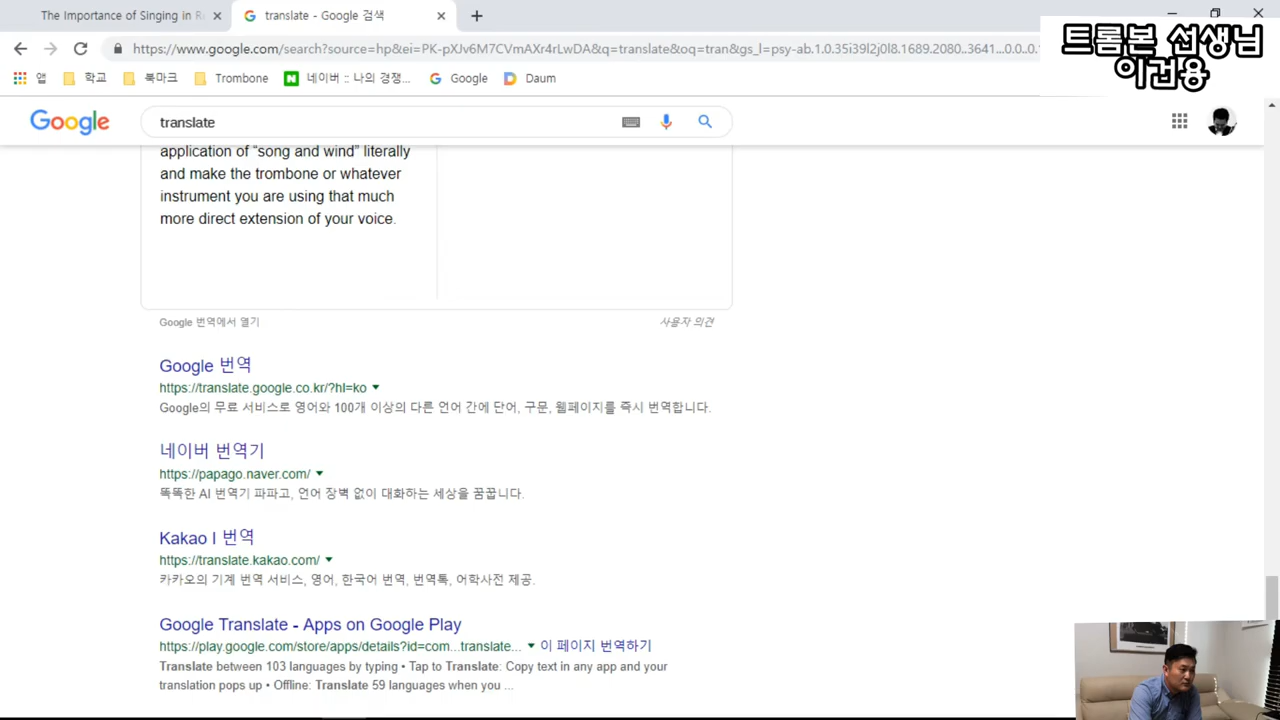 The Importance of Singing in R
translate - Google 검색
https://www.google.com/search?source=hp&ei=PK-pXJv6M7CVmAXr4rLwDA&q=translate&oq=tran&gs_l=psy-ab.1.0.35i39l2j0l8.1689.2080..3641...0.0..0.1
앱 학교 북마크 Trombone 네이버 :: 나의 경쟁... Google Daum
트롬본 선생님
이건용
Google
translate
application of “song and wind” literally
and make the trombone or whatever
instrument you are using that much
more direct extension of your voice.
Google 번역에서 열기
사용자 의견
Google 번역
https://translate.google.co.kr/?hl=ko
Google의 무료 서비스로 영어와 100개 이상의 다른 언어 간에 단어, 구문, 웹페이지를 즉시 번역합니다.
네이버 번역기
https://papago.naver.com/
똑똑한 AI 번역기 파파고, 언어 장벽 없이 대화하는 세상을 꿈꿉니다.
Kakao I 번역
https://translate.kakao.com/
카카오의 기계 번역 서비스, 영어, 한국어 번역, 번역톡, 어학사전 제공.
Google Translate - Apps on Google Play
https://play.google.com/store/apps/details?id=com...translate... 이 페이지 번역하기
Translate between 103 languages by typing • Tap to Translate: Copy text in any app and your
translation pops up • Offline: Translate 59 languages when you ...